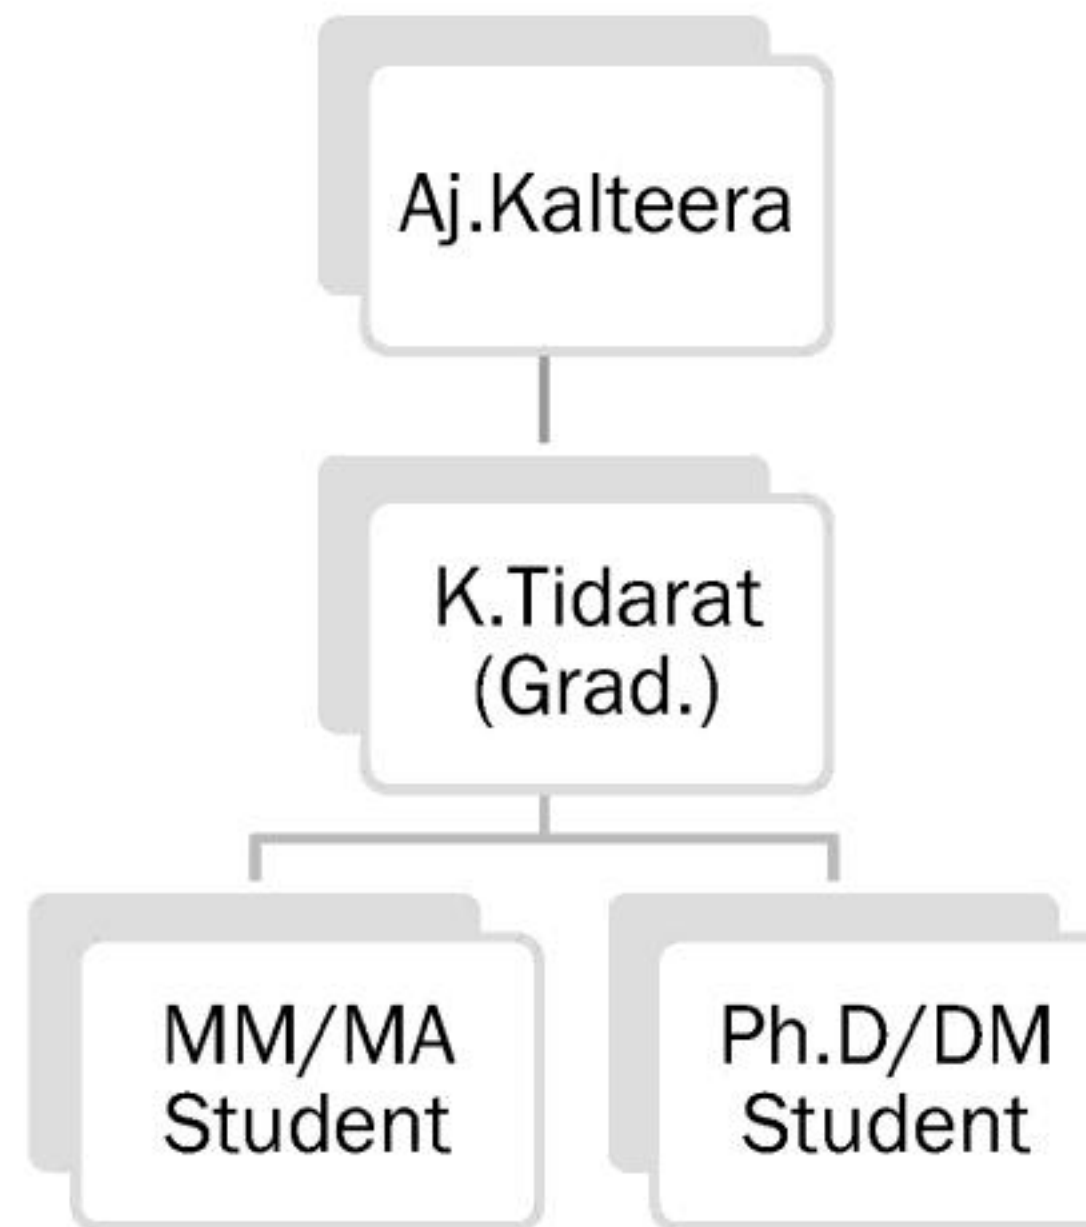 Aj.Kalteera
K.Tidarat
(Grad.)
MM/MA
Student
Ph.D/DM
Student